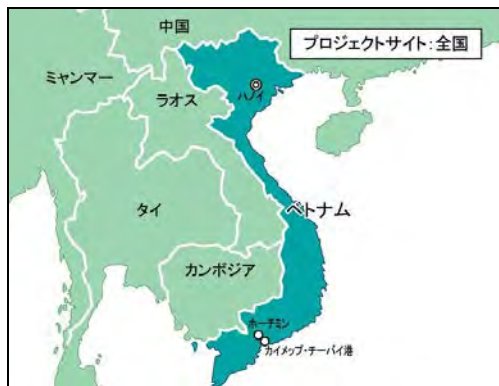 中国
プロジェクトサイト：全国
ミャンマー
ハノイ
ラオス
タイ
ベトナム
カンボジア
ホーチミン
カイメップ・チーバイ港